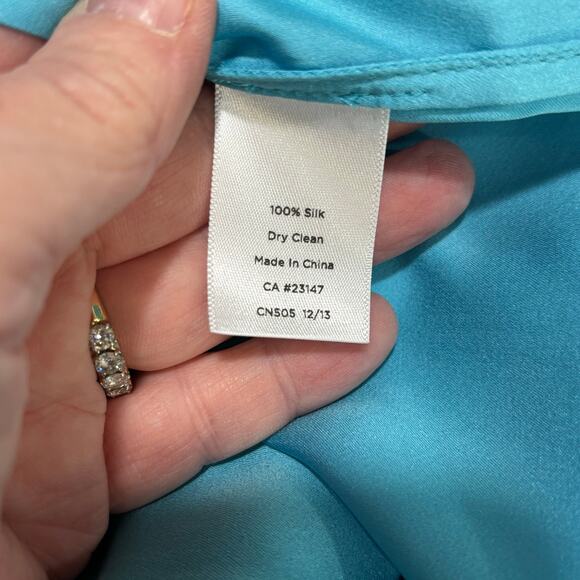 100% Silk
Dry Clean
Made In China
CA #23147
CN505 12/13